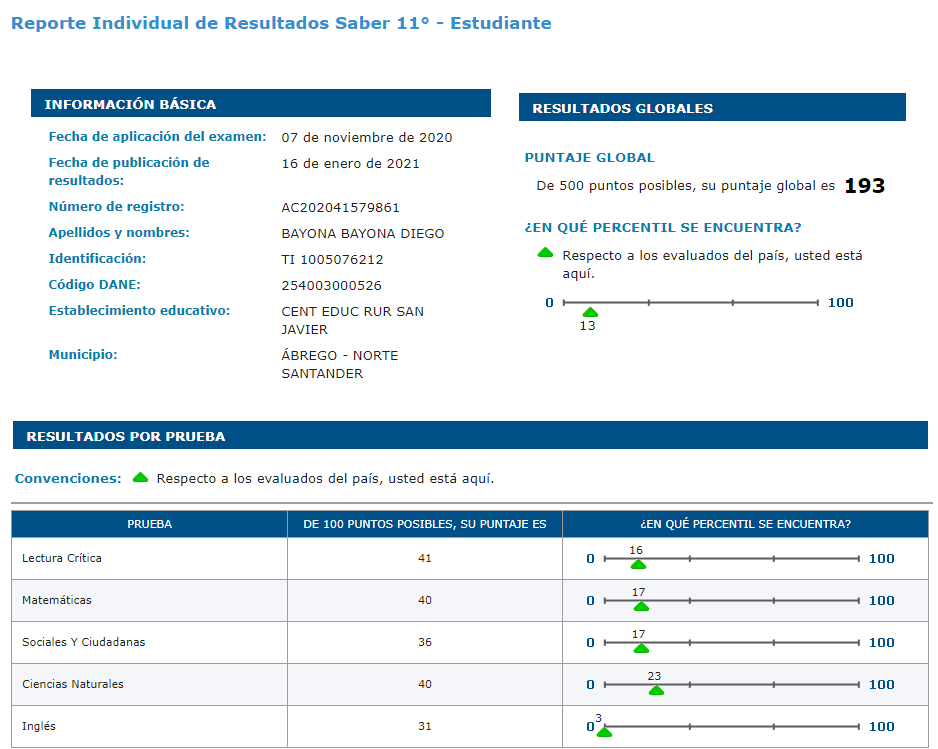 Reporte Individual de Resultados Saber 11° - Estudiante
INFORMACIÓN BÁSICA
Fecha de aplicación del examen: 07 de noviembre de 2020
Fecha de publicación de 16 de enero de 2021
resultados:
Número de registro: AC202041579861
Apellidos y nombres: BAYONA BAYONA DIEGO
Identificación: TI 1005076212
Código DANE: 254003000526
Establecimiento educativo: CENT EDUC RUR SAN
JAVIER
Municipio: ÁBREGO - NORTE
SANTANDER
RESULTADOS GLOBALES
PUNTAJE GLOBAL
De 500 puntos posibles, su puntaje global es 193
¿EN QUÉ PERCENTIL SE ENCUENTRA?
Respecto a los evaluados del país, usted está
aquí.
0 100
13
RESULTADOS POR PRUEBA
Convenciones: Respecto a los evaluados del país, usted está aquí.
PRUEBA DE 100 PUNTOS POSIBLES, SU PUNTAJE ES ¿EN QUÉ PERCENTIL SE ENCUENTRA?
Lectura Crítica 41 0 16 100
Matemáticas 40 0 17 100
Sociales Y Ciudadanas 36 0 17 100
Ciencias Naturales 40 0 23 100
Inglés 31 0 3 100